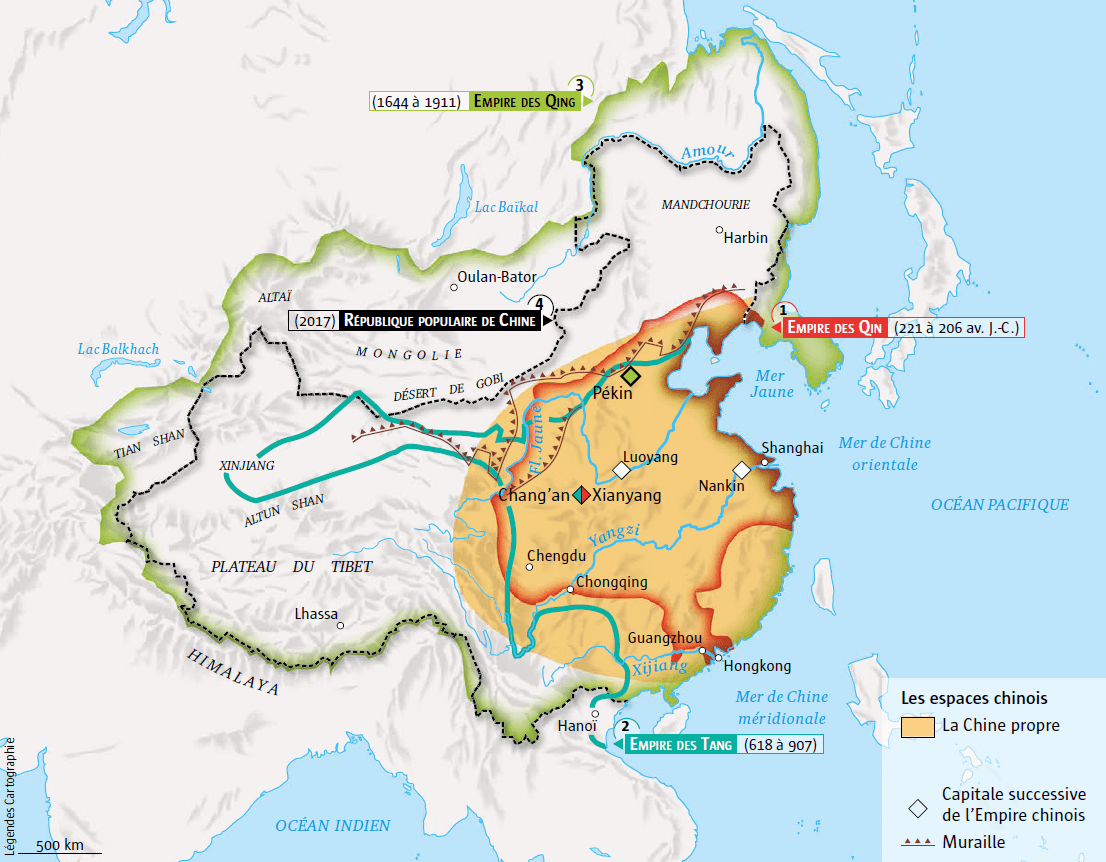 3
(1644 à 1911) EMPIRE DES QING
Amour
MANDCHOURIE
Lac Baïkal
Harbin
Oulan-Bator
ALTAÏ
4
(2017) RÉPUBLIQUE POPULAIRE DE CHINE
1
EMPIRE DES QIN (221 à 206 av. J.-C.)
Lac Balkhach
MONGOLIE
DÉSERT DE GOBI
Pékin
Mer
Jaune
Fl. Jaune
TIAN SHAN
XINJIANG
Luoyang
Shanghai
Mer de Chine
orientale
Nankin
Chang'an
Xianyang
ALTUN SHAN
OCÉAN PACIFIQUE
Yangzi
Chengdu
PLATEAU DU TIBET
Chongqing
Lhassa
Guangzhou
Xijiang
Hongkong
HIMALAYA
Mer de Chine
méridionale
Hanoï
2
EMPIRE DES TANG (618 à 907)
OCÉAN INDIEN
Les espaces chinois
La Chine propre
Capitale successive
de l'Empire chinois
Muraille
500 km
Légendes Cartographie